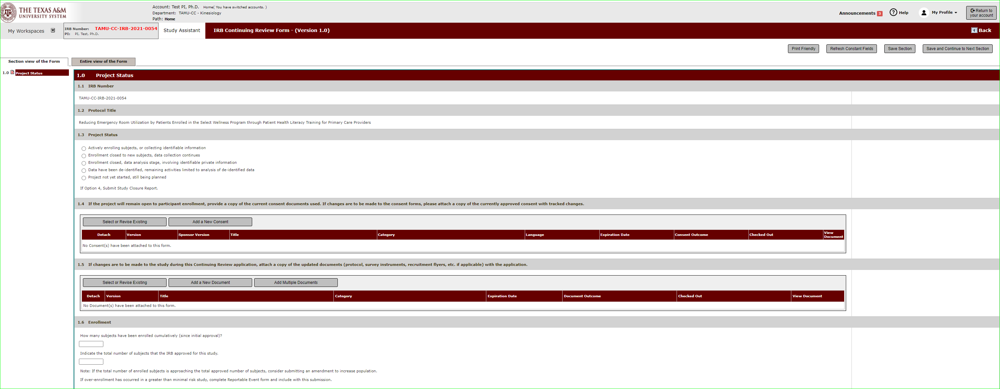 THE TEXAS A&M
UNIVERSITY SYSTEM
Account: Test PI, Ph.D. Home( You have switched accounts. )
Department: TAMU-CC - Kinesiology
Path: Home
Announcements 3
? Help
My Profile
Return to
your account
My Workspaces
IRB Number: TAMU-CC-IRB-2021-0054
PI: PI, Test, Ph.D.
Study Assistant
IRB Continuing Review Form - (Version 1.0)
Back
Print Friendly
Refresh Constant Fields
Save Section
Save and Continue to Next Section
Section view of the Form
Entire view of the Form
1.0 Project Status
1.0 Project Status
1.1 IRB Number
TAMU-CC-IRB-2021-0054
1.2 Protocol Title
Reducing Emergency Room Utilization by Patients Enrolled in the Select Wellness Program through Patient Health Literacy Training for Primary Care Providers
1.3 Project Status
Actively enrolling subjects, or collecting identifiable information
Enrollment closed to new subjects, data collection continues
Enrollment closed, data analysis stage, involving identifiable private information
Data have been de-identified, remaining activities limited to analysis of de-identified data
Project not yet started, still being planned
If Option 4, Submit Study Closure Report.
1.4 If the project will remain open to participant enrollment, provide a copy of the current consent documents used. If changes are to be made to the consent forms, please attach a copy of the currently approved consent with tracked changes.
Select or Revise Existing
Add a New Consent
Detach Version Sponsor Version Title Category Language Expiration Date Consent Outcome Checked Out View Document
No Consent(s) have been attached to this form.
1.5 If changes are to be made to the study during this Continuing Review application, attach a copy of the updated documents (protocol, survey instruments, recruitment flyers, etc. if applicable) with the application.
Select or Revise Existing
Add a New Document
Add Multiple Documents
Detach Version Title Category Expiration Date Document Outcome Checked Out View Document
No Document(s) have been attached to this form.
1.6 Enrollment
How many subjects have been enrolled cumulatively (since initial approval)?
Indicate the total number of subjects that the IRB approved for this study.
Note: If the total number of enrolled subjects is approaching the total approved number of subjects, consider submitting an amendment to increase population.
If over-enrollment has occurred in a greater than minimal risk study, complete Reportable Event form and include with this submission.